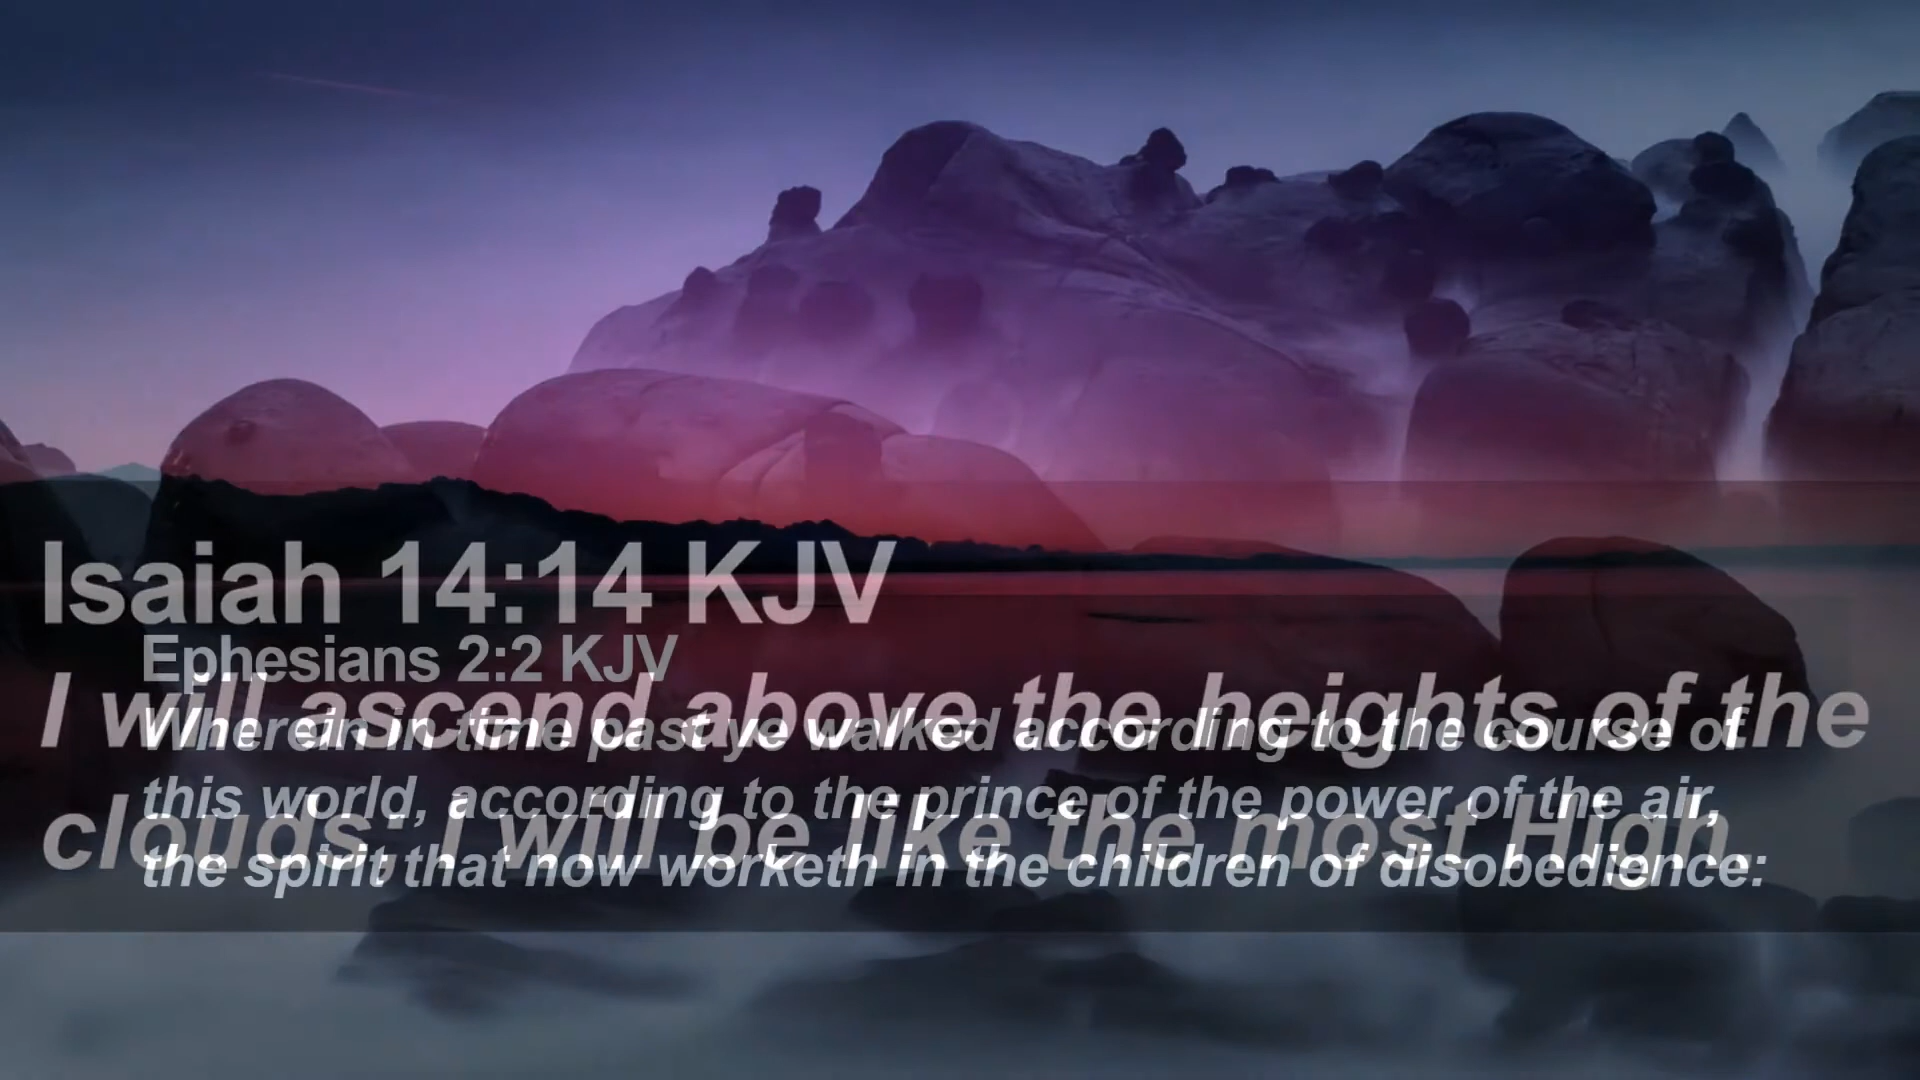 Isaiah 14:14 KJV
I will ascend above the heights of the
clouds; I will be like the most High.
Ephesians 2:2 KJV
Wherein in time past ye walked according to the course of
this world, according to the prince of the power of the air,
the spirit that now worketh in the children of disobedience: